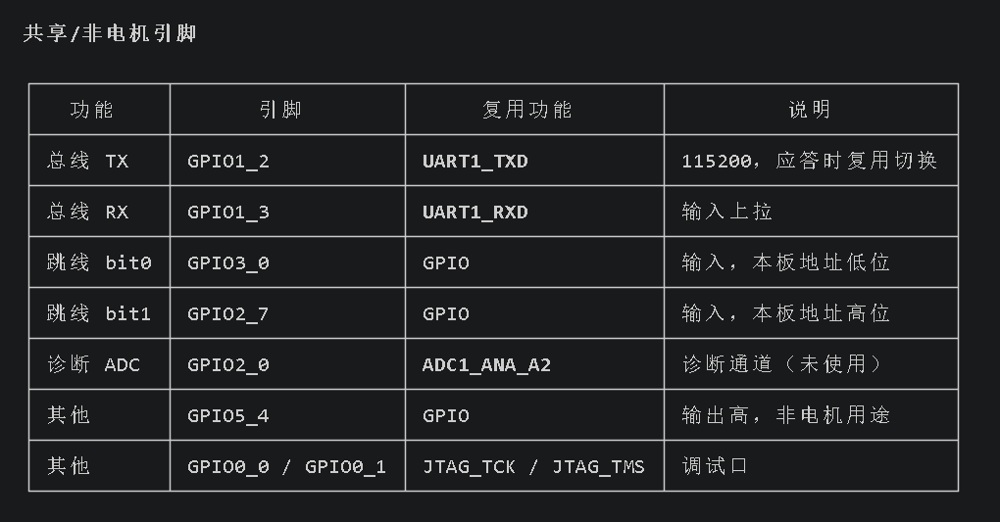 共享/非电机引脚
功能 引脚 复用功能 说明
总线 TX GPIO1_2 UART1_TXD 115200，应答时复用切换
总线 RX GPIO1_3 UART1_RXD 输入上拉
跳线 bit0 GPIO3_0 GPIO 输入，本板地址低位
跳线 bit1 GPIO2_7 GPIO 输入，本板地址高位
诊断 ADC GPIO2_0 ADC1_ANA_A2 诊断通道（未使用）
其他 GPIO5_4 GPIO 输出高，非电机用途
其他 GPIO0_0 / GPIO0_1 JTAG_TCK / JTAG_TMS 调试口